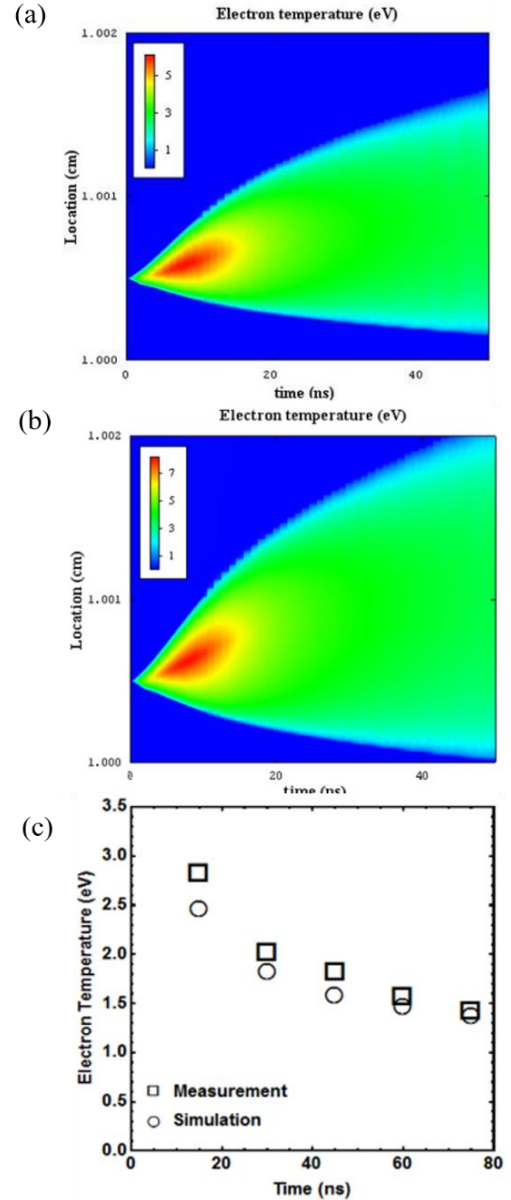 (a)
Electron temperature (eV)
1.002
5
3
1
Location (cm)
1.001
1.000
0
20
40
time (ns)
(b)
Electron temperature (eV)
1.002
7
5
3
1
Location (cm)
1.001
1.000
0
20
40
time (ns)
(c)
3.5
3.0
2.5
2.0
1.5
1.0
0.5
0.0
Electron Temperature (eV)
Measurement
Simulation
0
20
40
60
80
Time (ns)